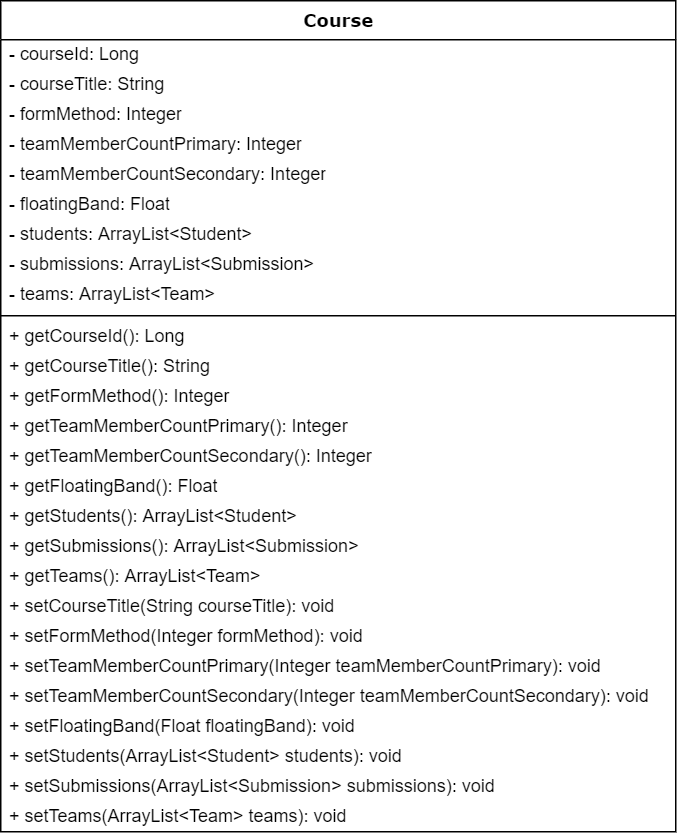 Course
- courseId: Long
- courseTitle: String
- formMethod: Integer
- teamMemberCountPrimary: Integer
- teamMemberCountSecondary: Integer
- floatingBand: Float
- students: ArrayList<Student>
- submissions: ArrayList<Submission>
- teams: ArrayList<Team>
+ getCourseId(): Long
+ getCourseTitle(): String
+ getFormMethod(): Integer
+ getTeamMemberCountPrimary(): Integer
+ getTeamMemberCountSecondary(): Integer
+ getFloatingBand(): Float
+ getStudents(): ArrayList<Student>
+ getSubmissions(): ArrayList<Submission>
+ getTeams(): ArrayList<Team>
+ setCourseTitle(String courseTitle): void
+ setFormMethod(Integer formMethod): void
+ setTeamMemberCountPrimary(Integer teamMemberCountPrimary): void
+ setTeamMemberCountSecondary(Integer teamMemberCountSecondary): void
+ setFloatingBand(Float floatingBand): void
+ setStudents(ArrayList<Student> students): void
+ setSubmissions(ArrayList<Submission> submissions): void
+ setTeams(ArrayList<Team> teams): void